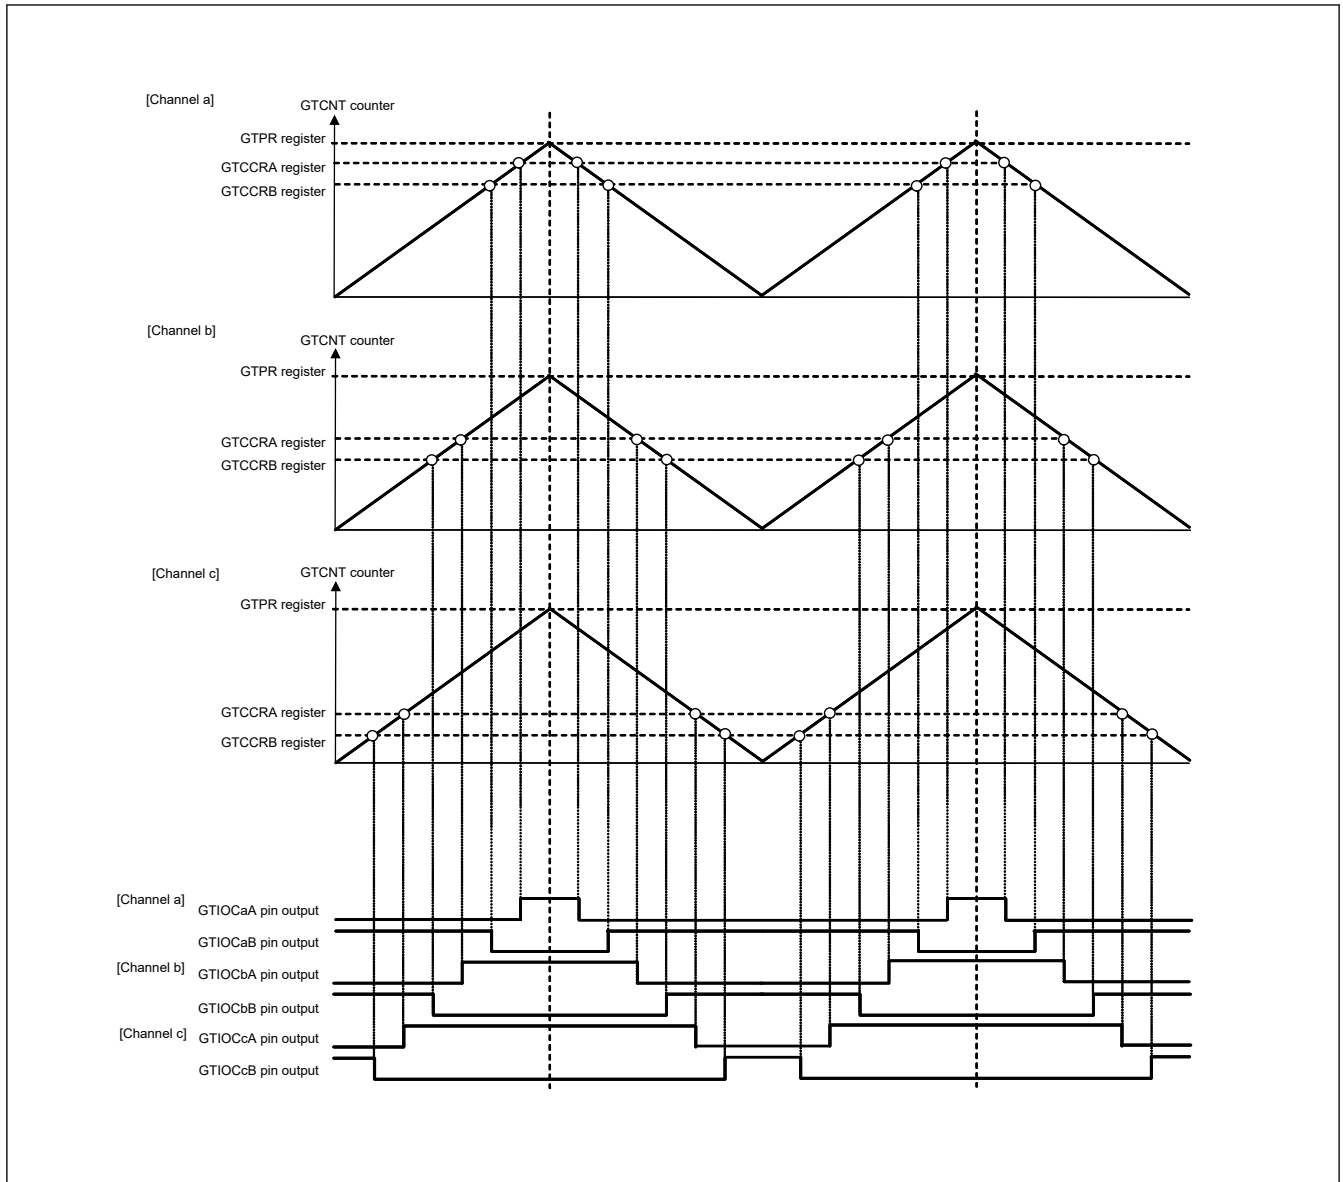 [Channel a]
GTCNT counter
GTPR register
GTCCRA register
GTCCRB register
[Channel b]
GTCNT counter
GTPR register
GTCCRA register
GTCCRB register
[Channel c]
GTCNT counter
GTPR register
GTCCRA register
GTCCRB register
[Channel a]
GTIOCaA pin output
GTIOCaB pin output
[Channel b]
GTIOCbA pin output
GTIOCbB pin output
[Channel c]
GTIOCcA pin output
GTIOCcB pin output